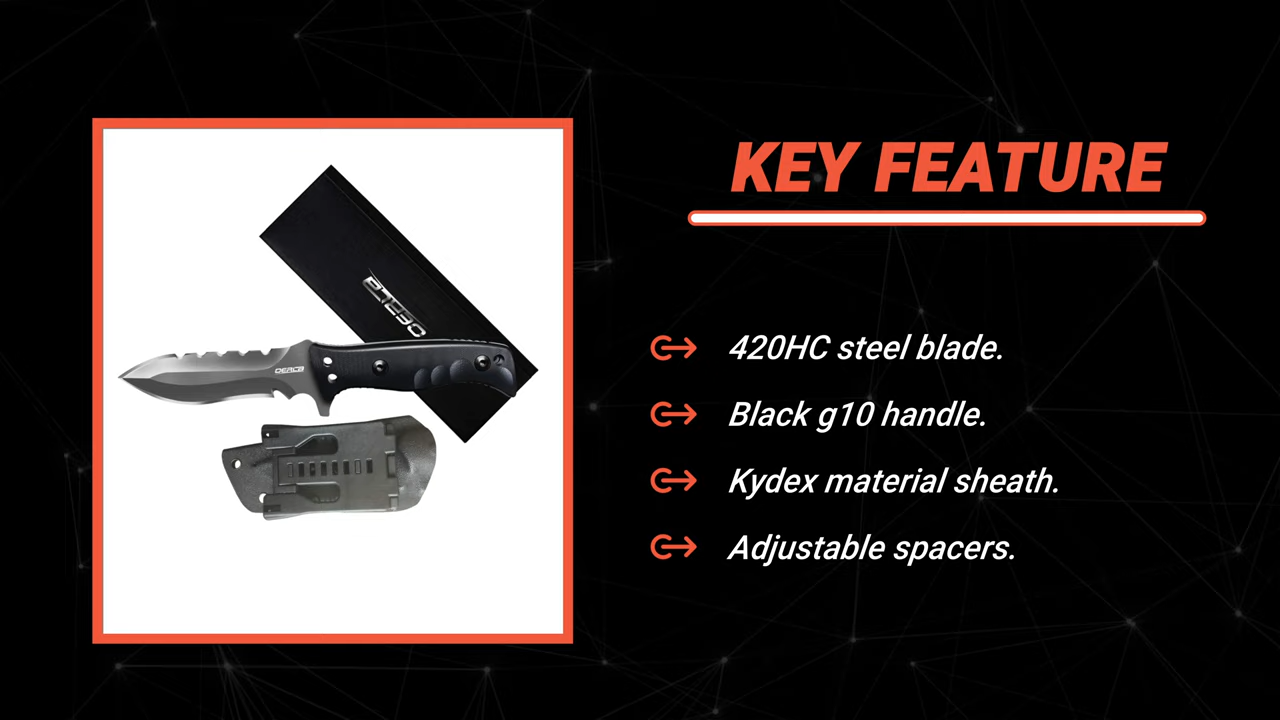 KEY FEATURE
420HC steel blade.
Black g10 handle.
Kydex material sheath.
Adjustable spacers.